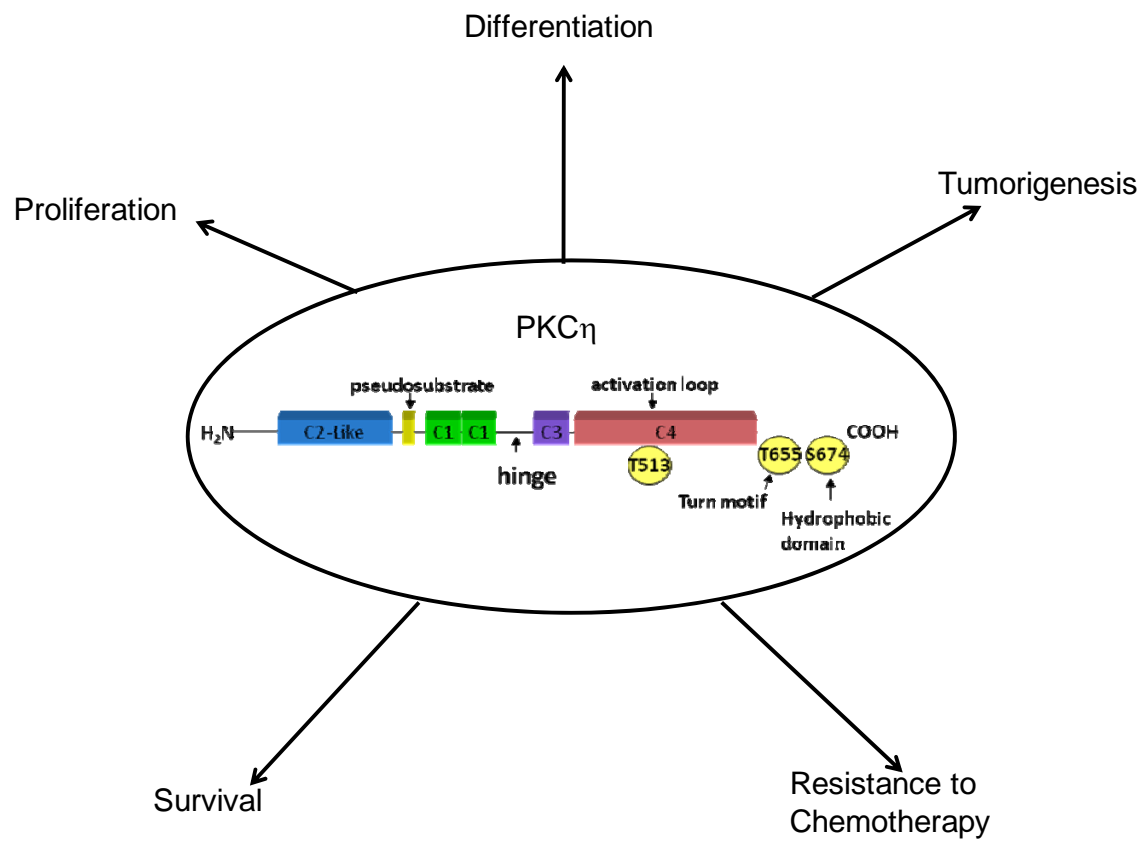 Differentiation
Proliferation
Tumorigenesis
PKCη
pseudosubstrate
activation loop
H₂N
C2-Like
C1
C1
C3
C4
COOH
hinge
T513
T655
S674
Turn motif
Hydrophobic
domain
Survival
Resistance to
Chemotherapy